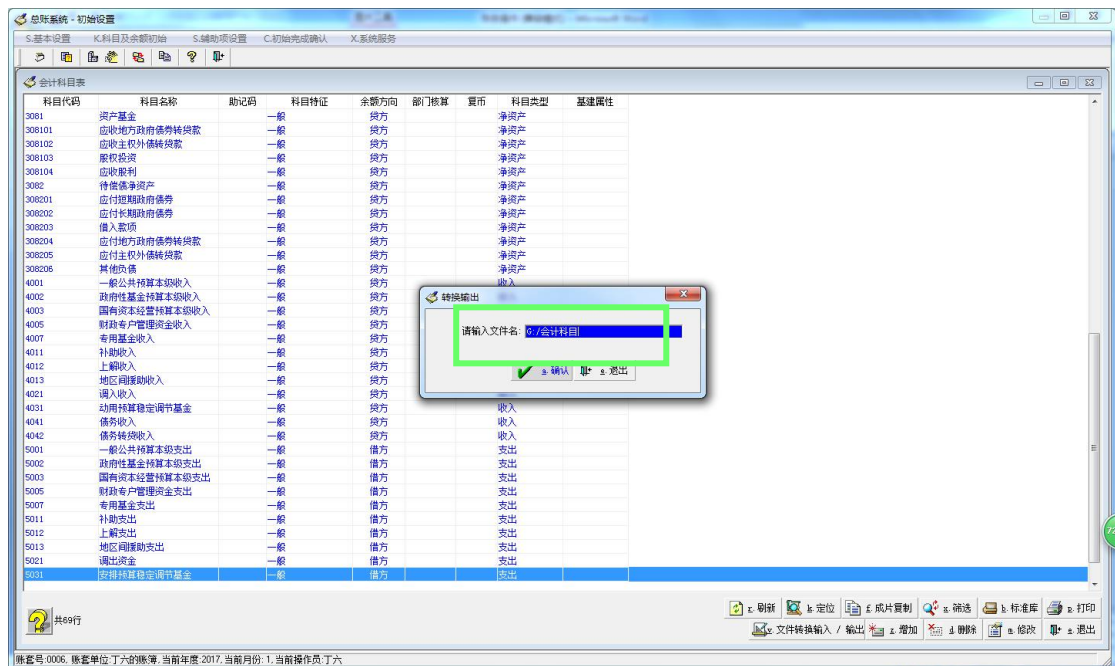 总账系统 - 初始设置
S.基本设置 K.科目及余额初始 S.辅助项设置 C.初始完成确认 X.系统服务
会计科目表
科目代码 科目名称 助记码 科目特征 余额方向 部门核算 复币 科目类型 基建属性
3081 资产基金 一般 贷方 净资产
308101 应收地方政府债券转贷款 一般 贷方 净资产
308102 应收主权外债转贷款 一般 贷方 净资产
308103 股权投资 一般 贷方 净资产
308104 应收股利 一般 贷方 净资产
3082 待偿债净资产 一般 贷方 净资产
308201 应付短期政府债券 一般 贷方 净资产
308202 应付长期政府债券 一般 贷方 净资产
308203 借入款项 一般 贷方 净资产
308204 应付地方政府债券转贷款 一般 贷方 净资产
308205 应付主权外债转贷款 一般 贷方 净资产
308206 其他负债 一般 贷方 净资产
4001 一般公共预算本级收入 一般 贷方 收入
4002 政府性基金预算本级收入 一般 贷方
4003 国有资本经营预算本级收入 一般 贷方
4005 财政专户管理资金收入 一般 贷方
4007 专用基金收入 一般 贷方
4011 补助收入 一般 贷方
4012 上解收入 一般 贷方
4013 地区间援助收入 一般 贷方
4021 调入收入 一般 贷方
4031 动用预算稳定调节基金 一般 贷方 收入
4041 债务收入 一般 贷方 收入
4042 债务转贷收入 一般 贷方 收入
5001 一般公共预算本级支出 一般 借方 支出
5002 政府性基金预算本级支出 一般 借方 支出
5003 国有资本经营预算本级支出 一般 借方 支出
5005 财政专户管理资金支出 一般 借方 支出
5007 专用基金支出 一般 借方 支出
5011 补助支出 一般 借方 支出
5012 上解支出 一般 借方 支出
5013 地区间援助支出 一般 借方 支出
5021 调出资金 一般 借方 支出
5031 安排预算稳定调节基金 一般 借方 支出
转换输出
请输入文件名: G:/会计科目
a.确认 e.退出
共69行
z.刷新 k.定位 f.成片复制 x.筛选 b.标准库 p.打印
v.文件转换输入 / 输出 i.增加 d.删除 m.修改 e.退出
账套号:0006, 账套单位:丁六的账簿, 当前年度:2017, 当前月份: 1, 当前操作员:丁六
72